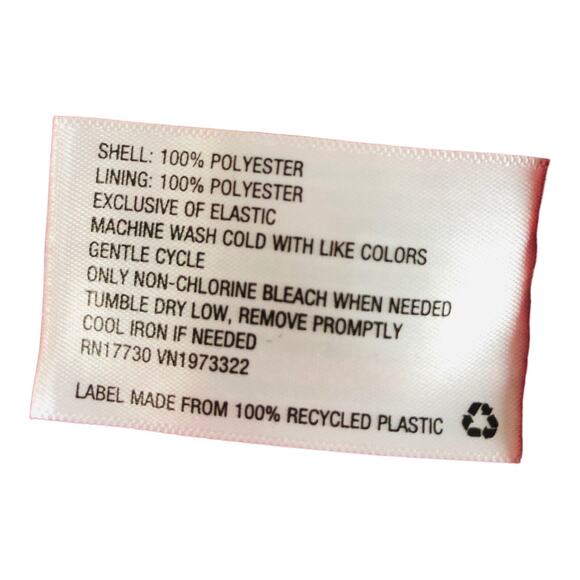 SHELL: 100% POLYESTER
LINING: 100% POLYESTER
EXCLUSIVE OF ELASTIC
MACHINE WASH COLD WITH LIKE COLORS
GENTLE CYCLE
ONLY NON-CHLORINE BLEACH WHEN NEEDED
TUMBLE DRY LOW, REMOVE PROMPTLY
COOL IRON IF NEEDED
RN17730 VN1973322
LABEL MADE FROM 100% RECYCLED PLASTIC